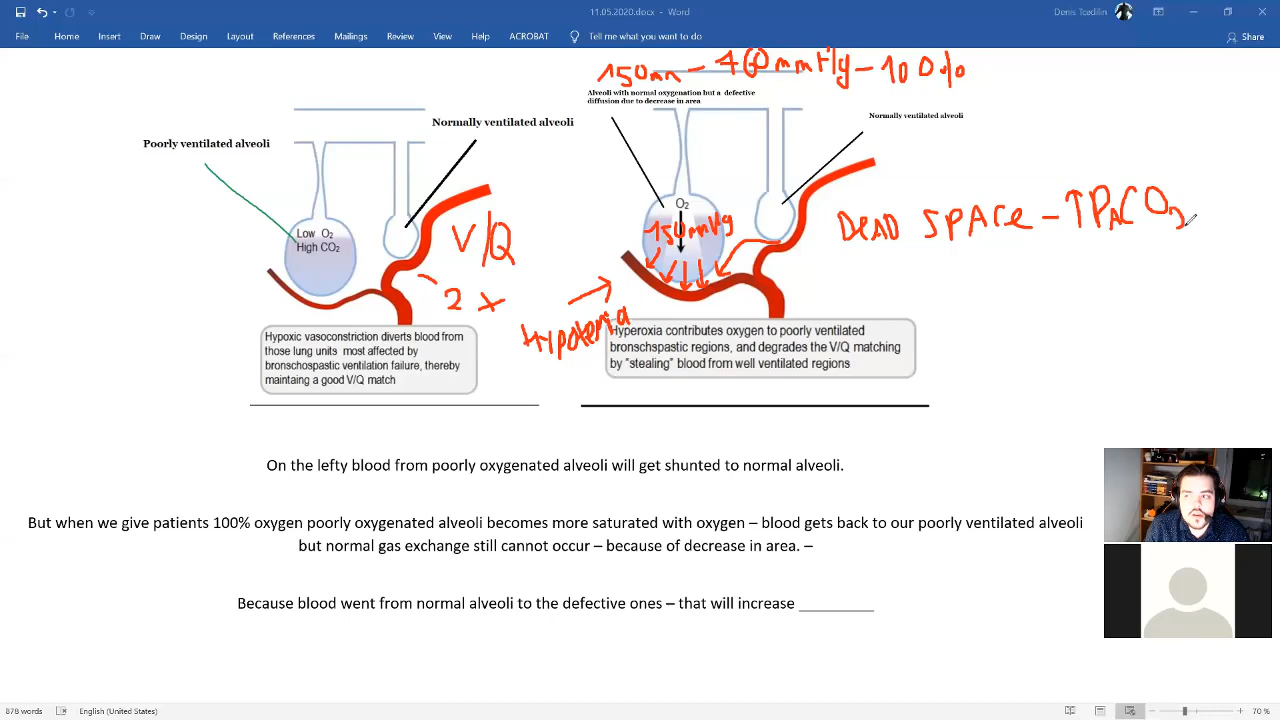 11.05.2020.docx - Word
Denis Tcedilin
File Home Insert Draw Design Layout References Mailings Review View Help ACROBAT Tell me what you want to do
Share
150mm - 760mmHg - 100%
Alveoli with normal oxygenation but a defective
diffusion due to decrease in area
Normally ventilated alveoli
Normally ventilated alveoli
Poorly ventilated alveoli
O2
Low O2
High CO2
V/Q
150mmHg
DEAD SPACE - ↑PACO2
2 x
Hypoxic vasoconstriction diverts blood from
those lung units most affected by
bronchospastic ventilation failure, thereby
maintaing a good V/Q match
Hyperoxia contributes oxygen to poorly ventilated
bronschspastic regions, and degrades the V/Q matching
by "stealing" blood from well ventilated regions
On the lefty blood from poorly oxygenated alveoli will get shunted to normal alveoli.
But when we give patients 100% oxygen poorly oxygenated alveoli becomes more saturated with oxygen – blood gets back to our poorly ventilated alveoli
but normal gas exchange still cannot occur – because of decrease in area. –
Because blood went from normal alveoli to the defective ones – that will increase ________
878 words English (United States)
70 %